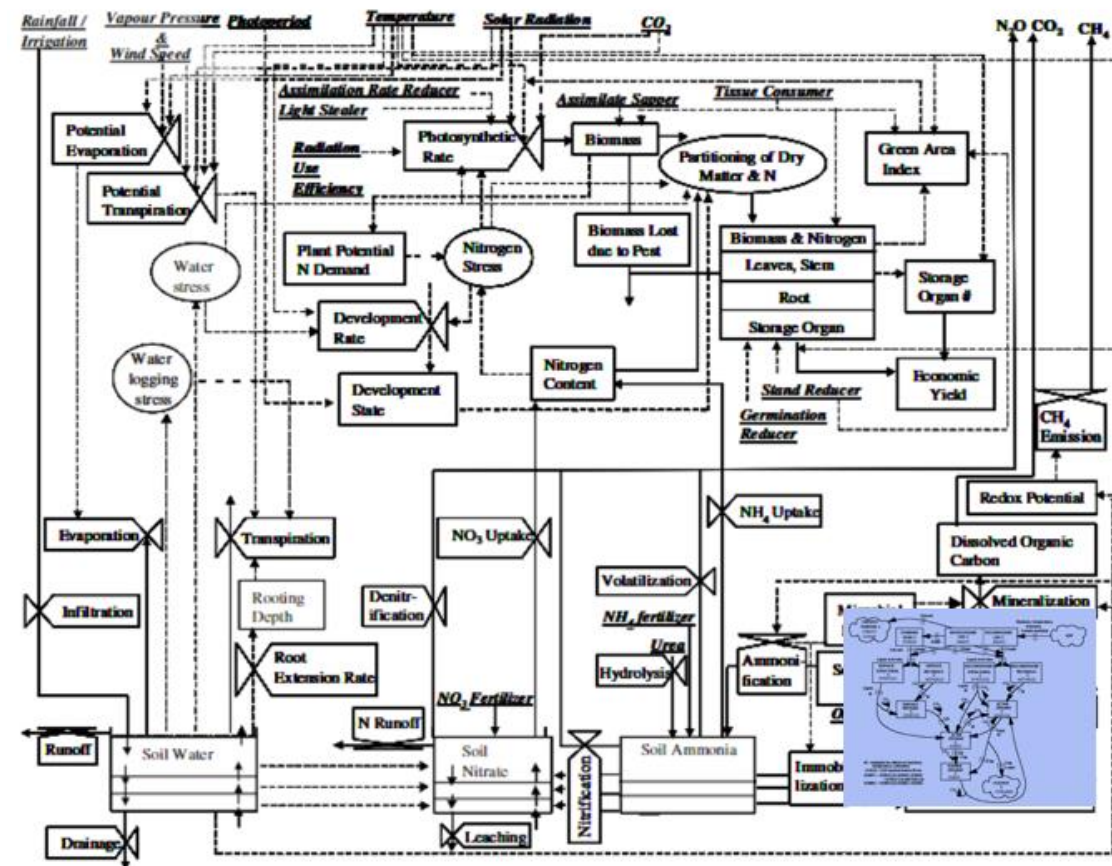 Rainfall /
Irrigation
Vapour Pressure
&
Wind Speed
Photoperiod
Temperature
Solar Radiation
CO2
N2O CO2 CH4
Potential
Evaporation
Potential
Transpiration
Assimilation Rate Reducer
Light Stealer
Radiation
Use
Efficiency
Photosynthetic
Rate
Assimilate Sapper
Biomass
Tissue Consumer
Partitioning of Dry
Matter & N
Green Area
Index
Water
stress
Plant Potential
N Demand
Nitrogen
Stress
Biomass Lost
due to Pest
Biomass & Nitrogen
Leaves, Stem
Root
Storage Organ
Storage
Organ #
Development
Rate
Water
logging
stress
Development
State
Nitrogen
Content
Stand Reducer
Germination
Reducer
Economic
Yield
CH4
Emission
Redox Potential
Dissolved Organic
Carbon
Mineralization
Evaporation
Transpiration
NO3 Uptake
NH4 Uptake
Infiltration
Rooting
Depth
Denitr-
ification
Volatilization
NH4 fertilizer
Urea
Hydrolysis
Ammoni-
fication
Root
Extension Rate
NO3 Fertilizer
N Runoff
Runoff
Soil Water
Soil
Nitrate
Nitrification
Soil Ammonia
lization
Drainage
Leaching